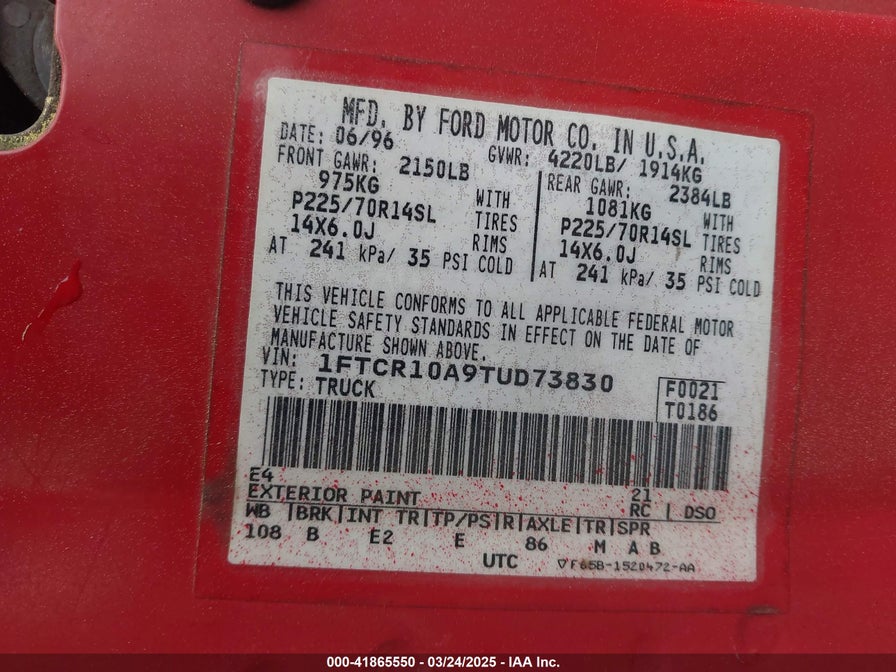 MFD. BY FORD MOTOR CO. IN U.S.A.
DATE: 06/96 GVWR: 4220LB/ 1914KG
FRONT GAWR: 2150LB
975KG WITH
P225/70R14SL TIRES
14X6.0J RIMS
AT 241 kPa/ 35 PSI COLD
REAR GAWR: 2384LB
1081KG WITH
P225/70R14SL TIRES
14X6.0J RIMS
AT 241 kPa/ 35 PSI COLD
THIS VEHICLE CONFORMS TO ALL APPLICABLE FEDERAL MOTOR
VEHICLE SAFETY STANDARDS IN EFFECT ON THE DATE OF
MANUFACTURE SHOWN ABOVE.
VIN: 1FTCR10A9TUD73830
TYPE: TRUCK
F0021
T0186
E4 21
EXTERIOR PAINT RC DSO
WB BRK INT TR TP/PS R AXLE TR SPR
108 B E2 E 86 M A B
UTC ▽F65B-1520472-AA
000-41865550 - 03/24/2025 - IAA Inc.